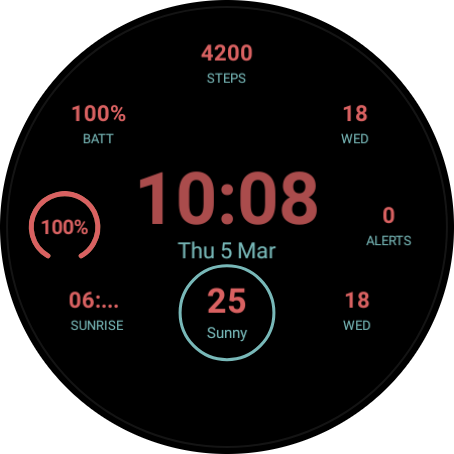 4200
STEPS
100%
BATT
18
WED
10:08
100%
0
ALERTS
Thu 5 Mar
06:...
SUNRISE
25
Sunny
18
WED